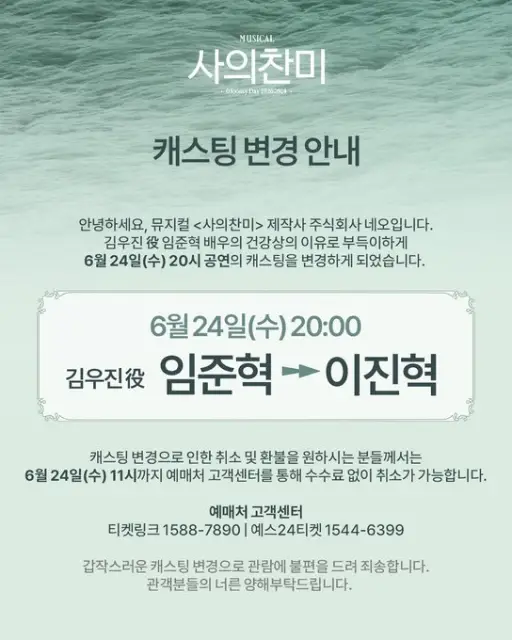 MUSICAL
사의찬미
캐스팅 변경 안내
안녕하세요, 뮤지컬 <사의찬미> 제작사 주식회사 네오입니다.
김우진 役 임준혁 배우의 건강상의 이유로 부득이하게
6월 24일(수) 20시 공연의 캐스팅을 변경하게 되었습니다.
6월 24일(수) 20:00
김우진 役 임준혁 → 이진혁
캐스팅 변경으로 인한 취소 및 환불을 원하시는 분들께서는
6월 24일(수) 11시까지 예매처 고객센터를 통해 수수료 없이 취소가 가능합니다.
예매처 고객센터
티켓링크 1588-7890 | 예스24티켓 1544-6399
갑작스러운 캐스팅 변경으로 관람에 불편을 드려 죄송합니다.
관객분들의 너른 양해부탁드립니다.